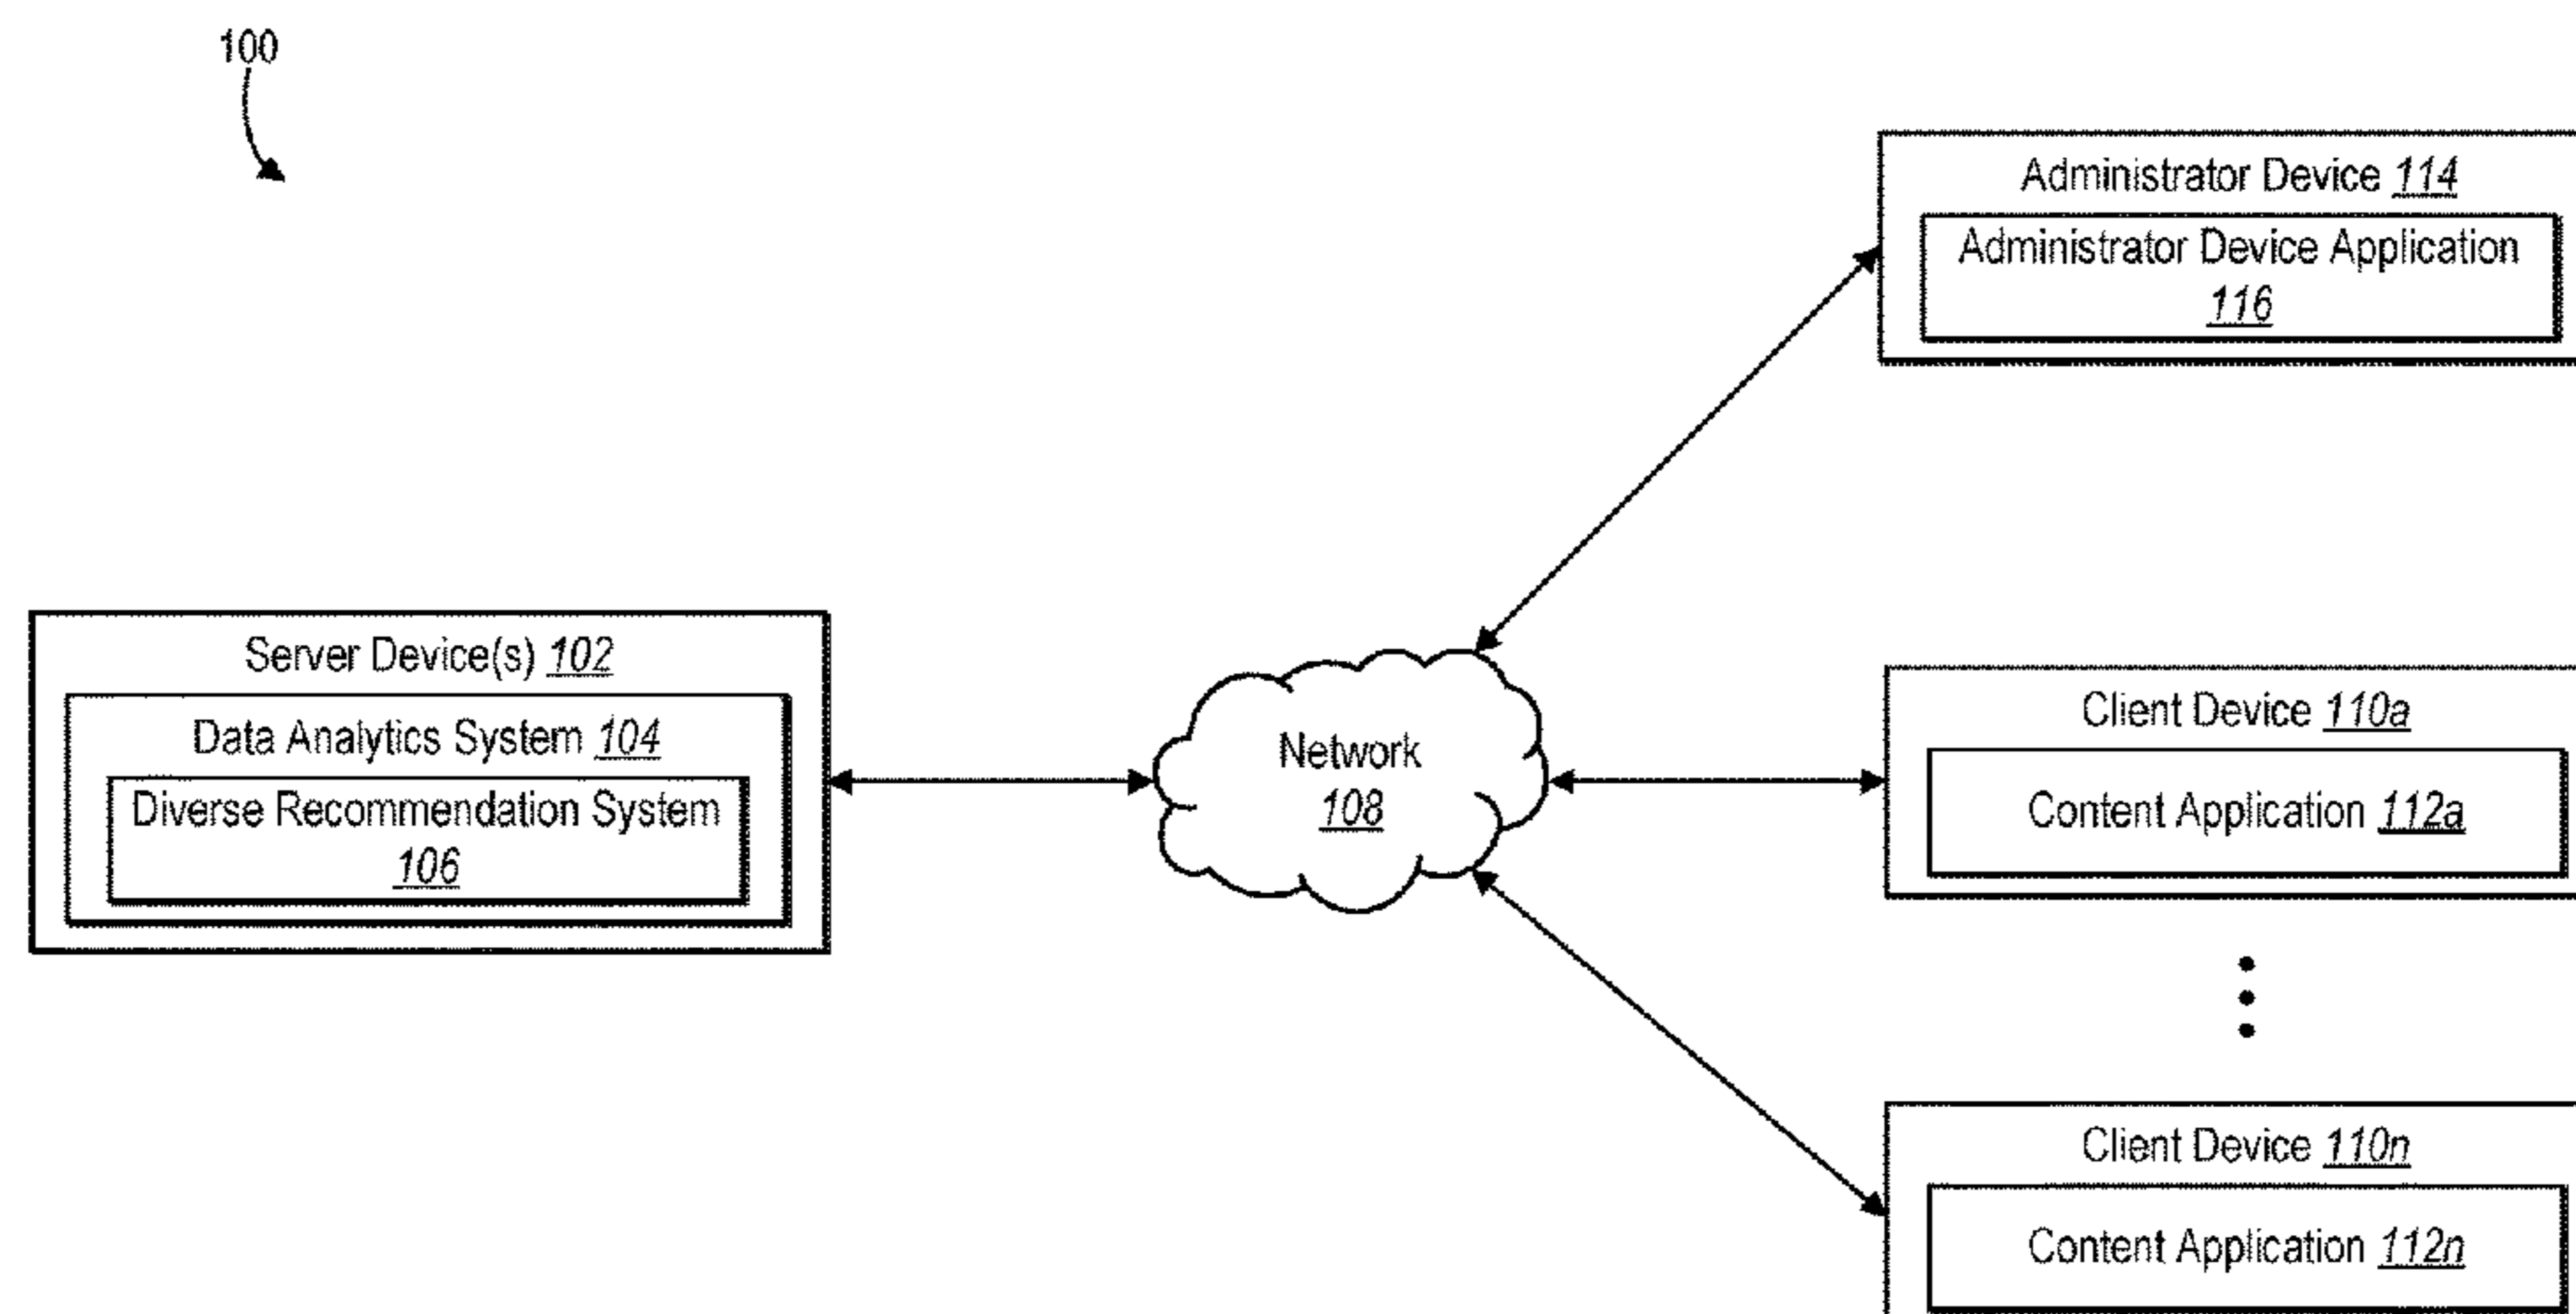 100
Administrator Device 114
Administrator Device Application
116
Server Device(s) 102
Data Analytics System 104
Diverse Recommendation System
106
Network
108
Client Device 110a
Content Application 112a
Client Device 110n
Content Application 112n